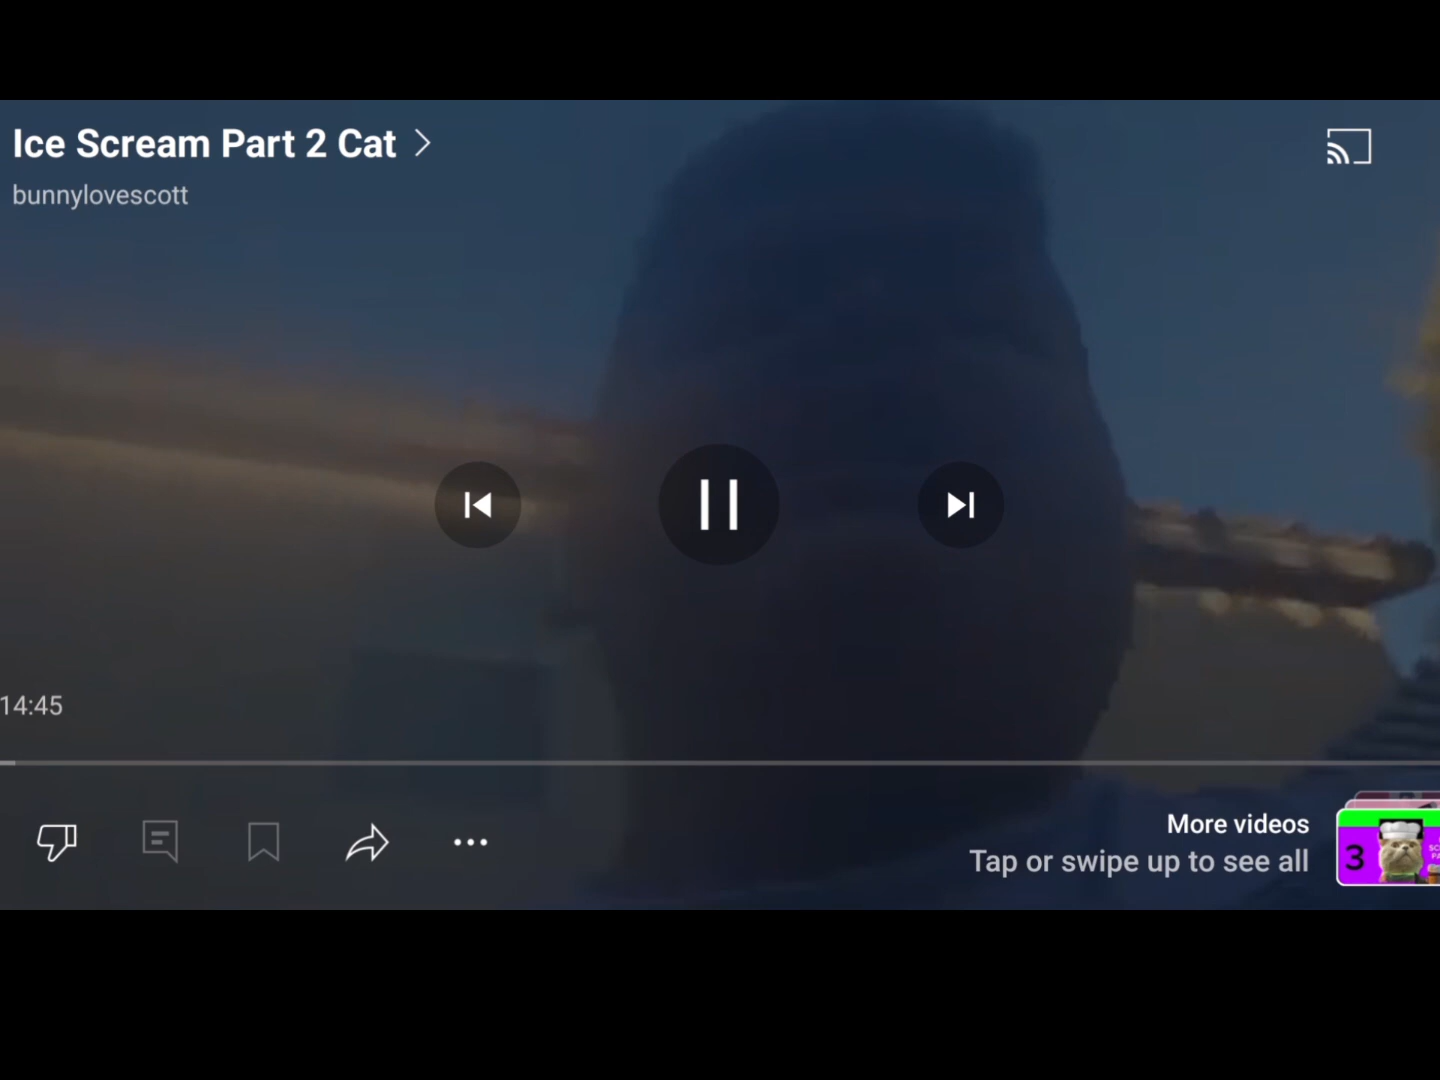 Ice Scream Part 2 Cat
bunnylovescott
14:45
More videos
Tap or swipe up to see all
3